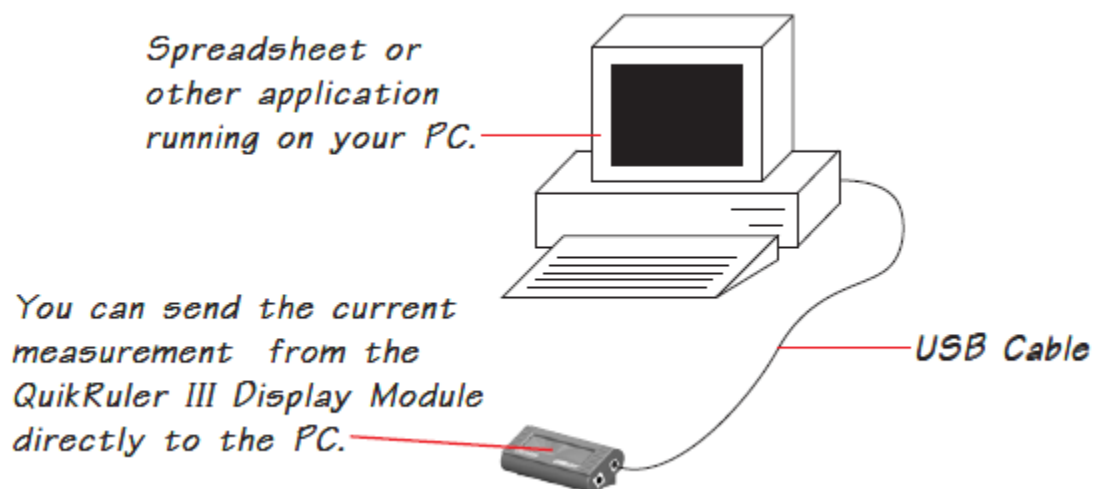 Spreadsheet or
other application
running on your PC.
You can send the current
measurement from the
QuikRuler III Display Module
directly to the PC.
USB Cable